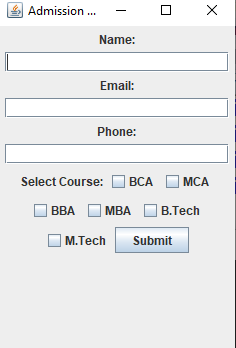 Admission ...
Name:
Email:
Phone:
Select Course: BCA MCA
BBA MBA B.Tech
M.Tech Submit